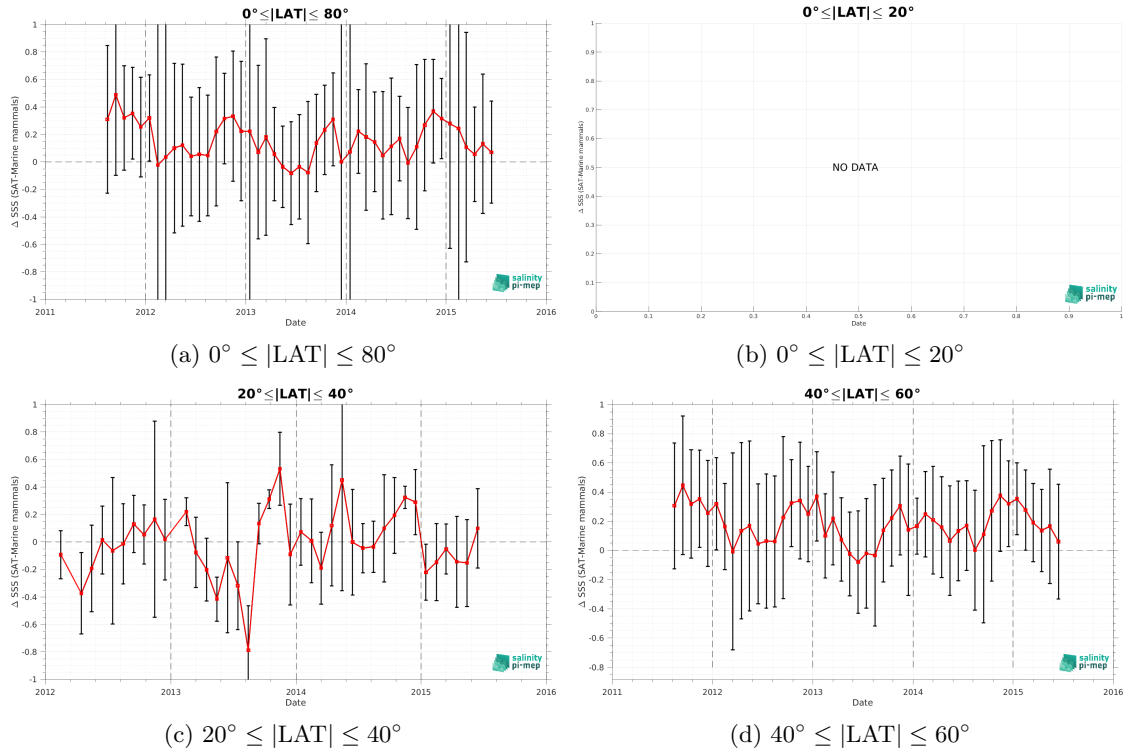 0°≤|LAT|≤ 80°
Δ SSS (SAT-Marine mammals)
1
0.8
0.6
0.4
0.2
0
-0.2
-0.4
-0.6
-0.8
-1
2011
2012
2013
2014
2015
2016
Date
salinity
pi-mep
(a) 0° ≤ |LAT| ≤ 80°
0°≤|LAT|≤ 20°
Δ SSS (SAT-Marine mammals)
1
0.9
0.8
0.7
0.6
0.5
0.4
0.3
0.2
0.1
0
NO DATA
0
0.1
0.2
0.3
0.4
0.5
0.6
0.7
0.8
0.9
1
Date
salinity
pi-mep
(b) 0° ≤ |LAT| ≤ 20°
20°≤|LAT|≤ 40°
Δ SSS (SAT-Marine mammals)
1
0.8
0.6
0.4
0.2
0
-0.2
-0.4
-0.6
-0.8
-1
2012
2013
2014
2015
2016
Date
salinity
pi-mep
(c) 20° ≤ |LAT| ≤ 40°
40°≤|LAT|≤ 60°
Δ SSS (SAT-Marine mammals)
1
0.8
0.6
0.4
0.2
0
-0.2
-0.4
-0.6
-0.8
2011
2012
2013
2014
2015
2016
Date
salinity
pi-mep
(d) 40° ≤ |LAT| ≤ 60°